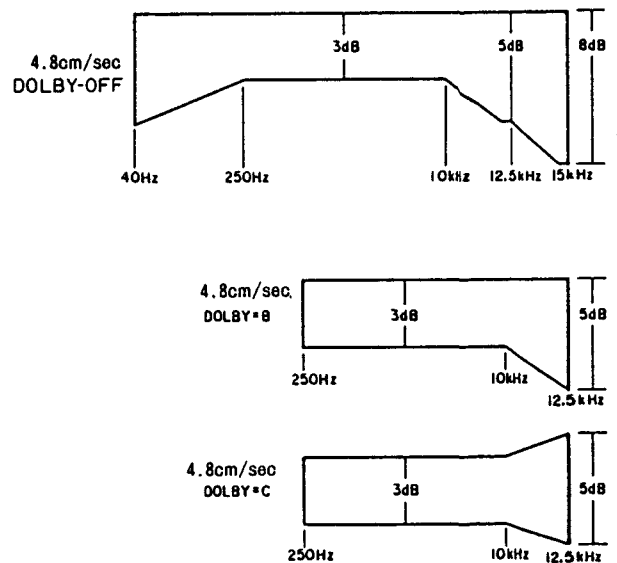 3dB 5dB 8dB
4.8cm/sec
DOLBY-OFF
40Hz 250Hz 10kHz 12.5kHz 15kHz
4.8cm/sec.
DOLBY=B
3dB 5dB
250Hz 10kHz
12.5kHz
4.8cm/sec
DOLBY=C
3dB 5dB
250Hz 10kHz
12.5kHz